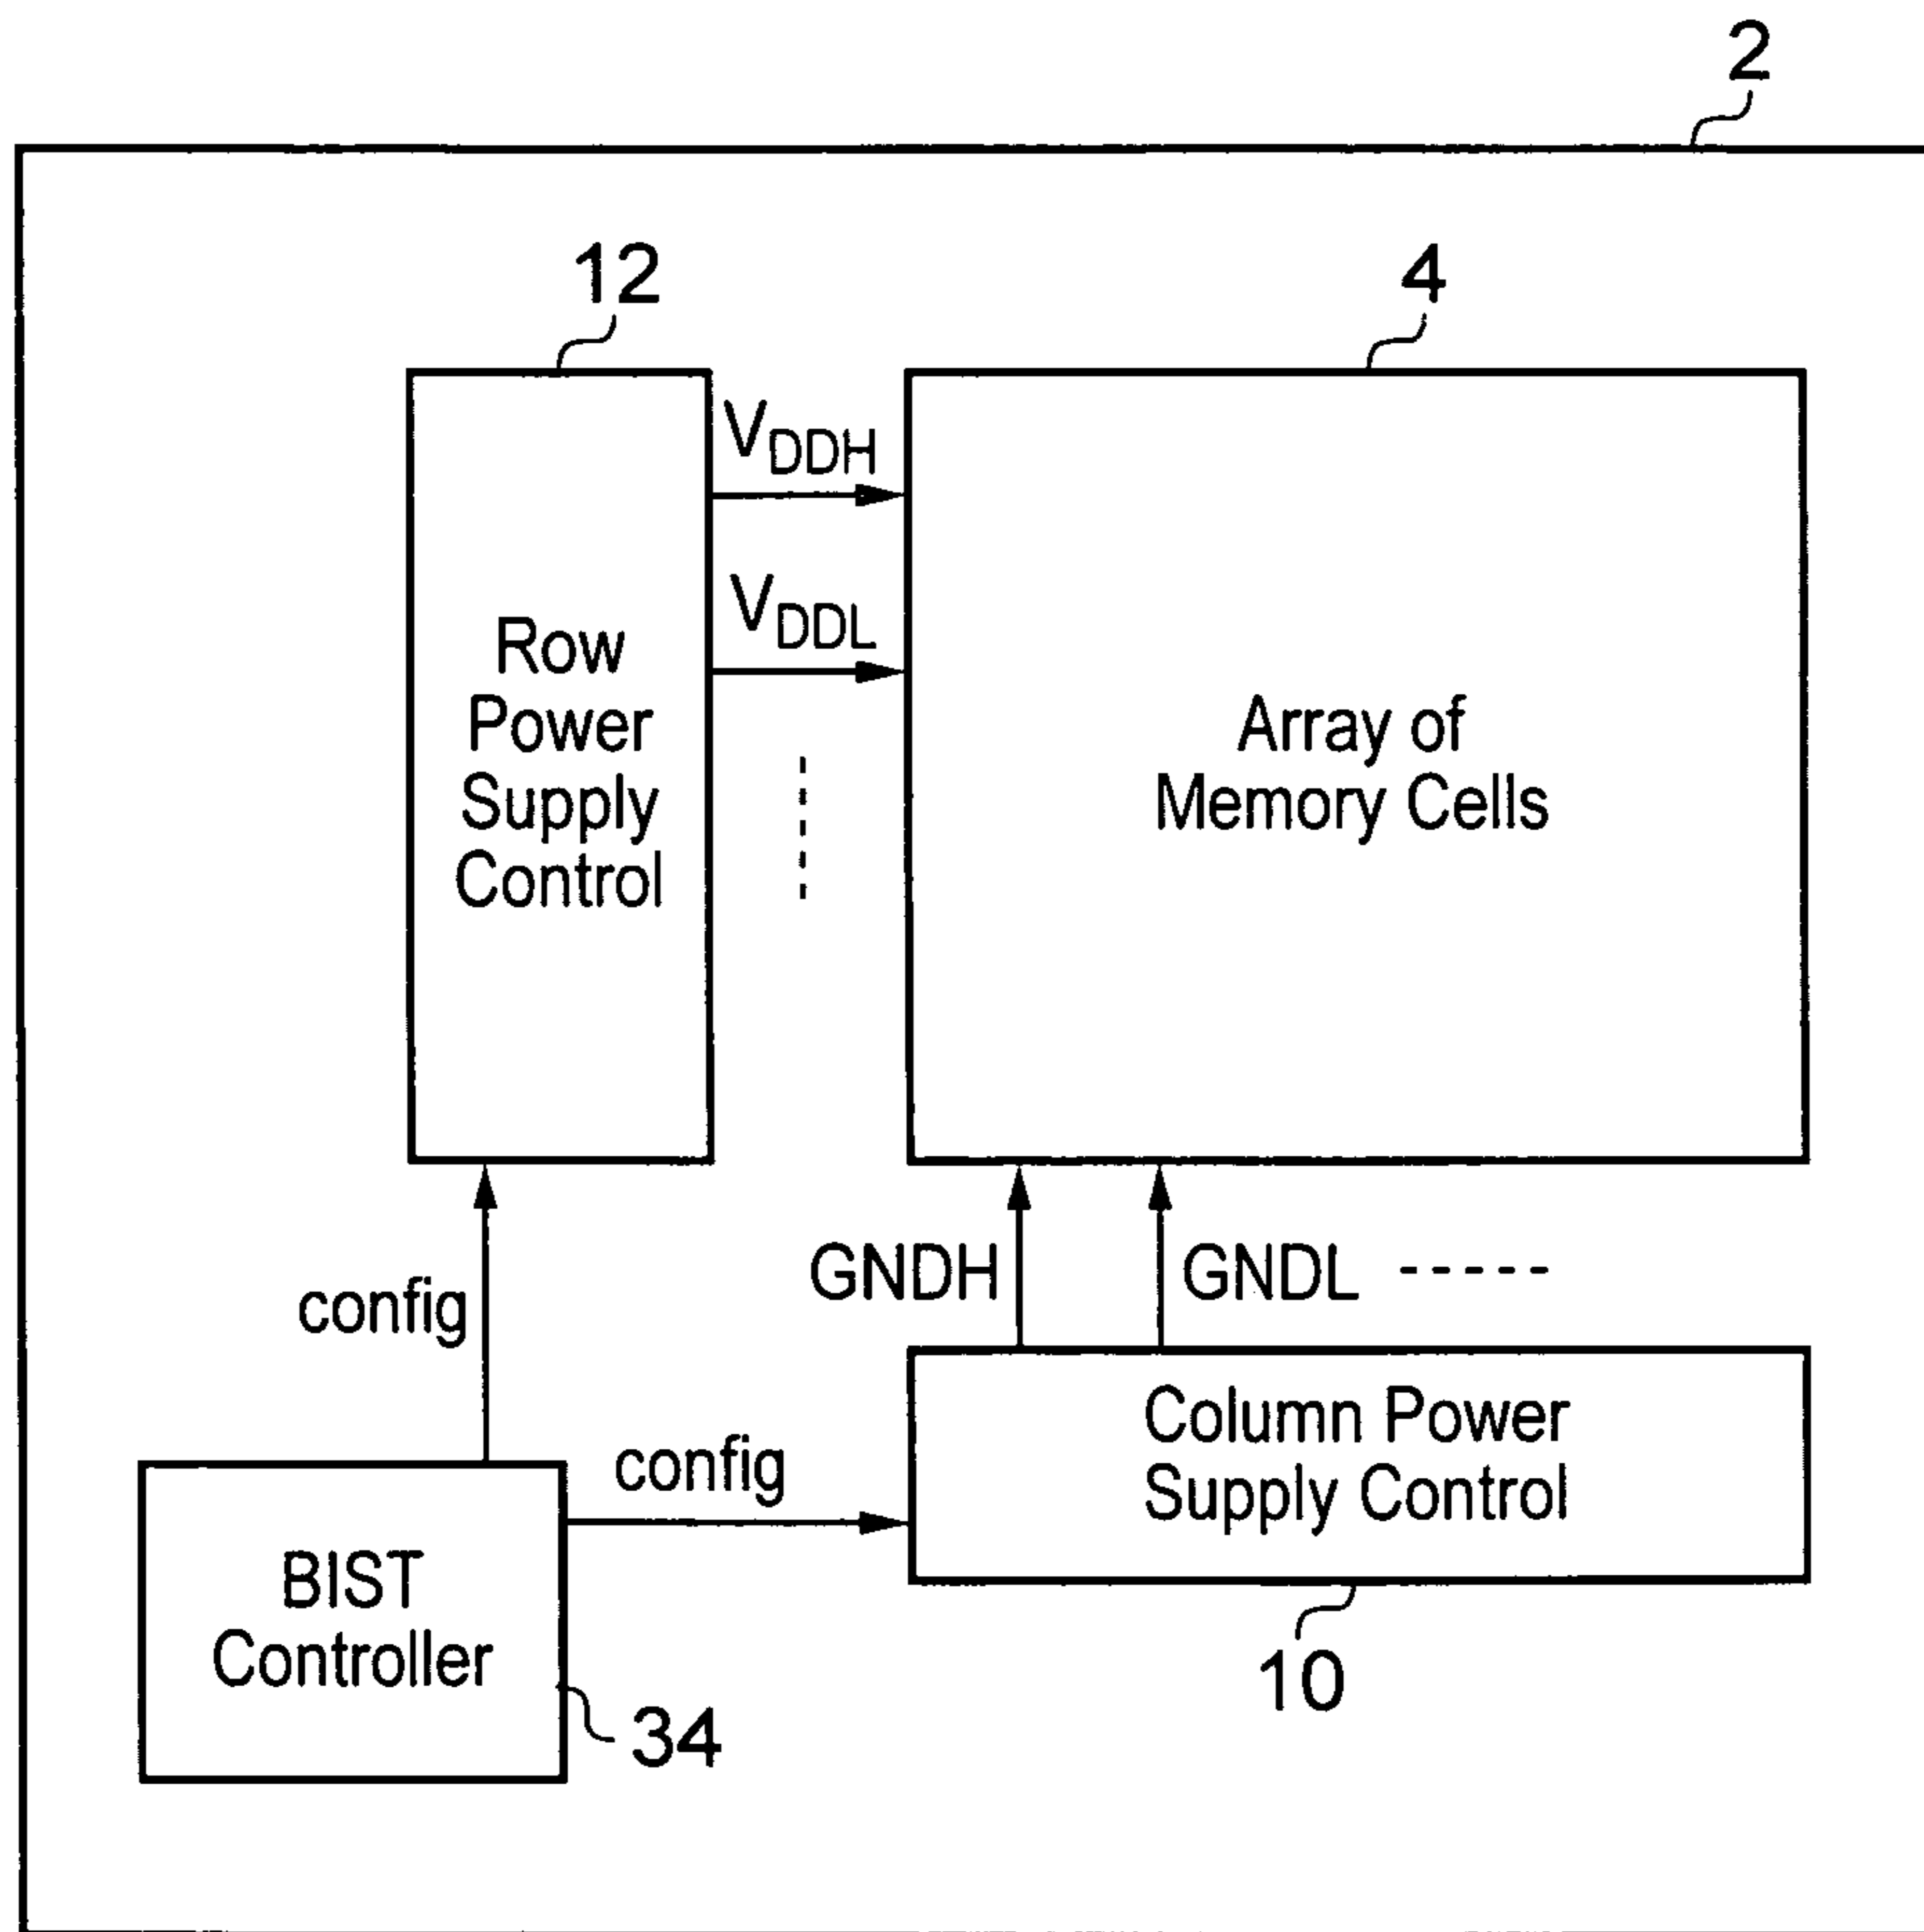 2
12
4
VDDH
VDDL
Row
Power
Supply
Control
Array of
Memory Cells
GNDH
GNDL
config
config
Column Power
Supply Control
BIST
Controller
34
10